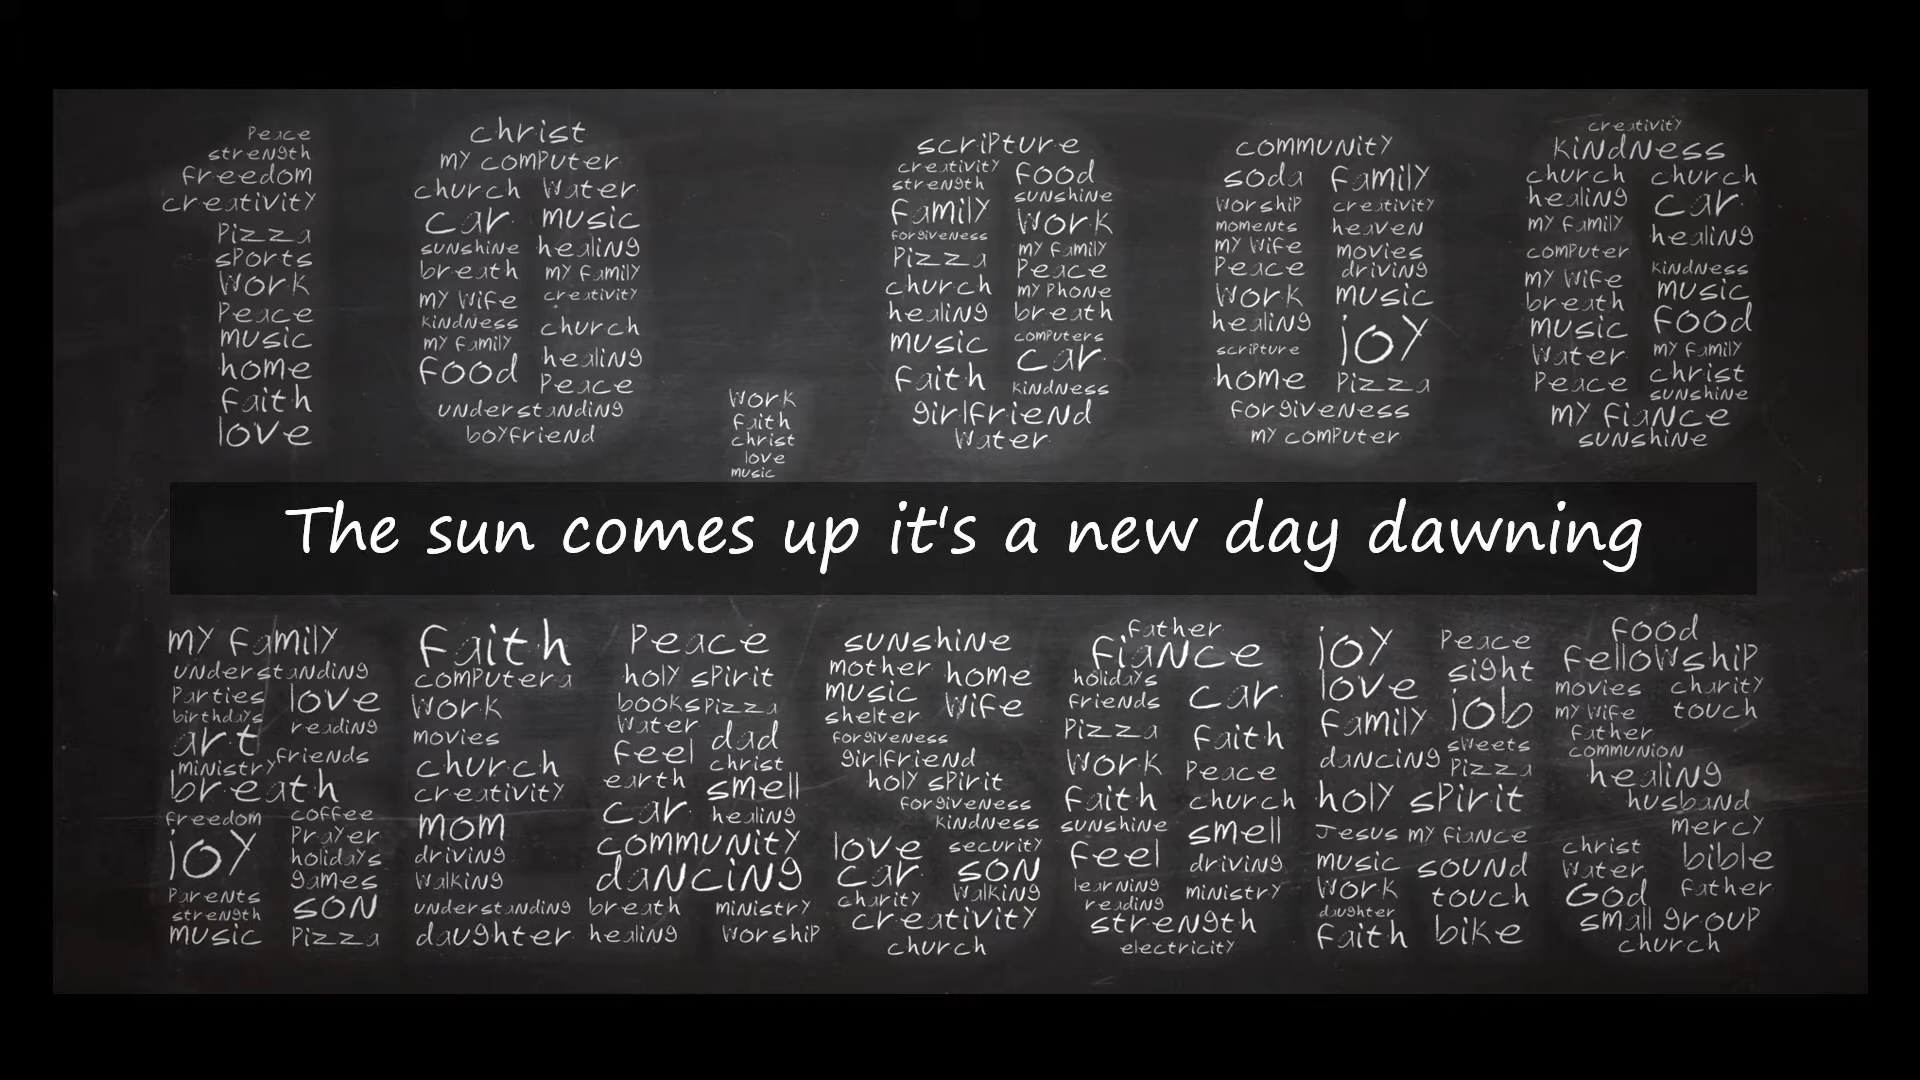 Peace
strength
freedom
creativity
Pizza
sports
work
Peace
music
home
faith
love
christ
my computer
church water
car music
sunshine healing
breath my family
my wife creativity
kindness church
my family healing
food Peace
understanding
boyfriend
work
faith
christ
love
music
scripture
creativity food
strength sunshine
family work
forgiveness my family
Pizza Peace
church my phone
healing breath
music computers
faith car
kindness
girlfriend
water
community
soda family
worship creativity
moments heaven
my wife movies
Peace driving
work music
healing joy
scripture
home Pizza
forgiveness
my computer
creativity
kindness
church church
healing car
my family healing
computer kindness
my wife music
breath food
music my family
water christ
Peace sunshine
my fiance
sunshine
The sun comes up it's a new day dawning
my family
understanding
Parties love
birthdays reading
art friends
ministry
breath
freedom coffee
joy Prayer
holidays
games
Parents son
strength
music Pizza
faith
computera
work
movies
church
creativity
mom
driving
walking
understanding
daughter
Peace
holy spirit
books Pizza
water dad
feel christ
earth smell
car healing
community
dancing
breath ministry
healing worship
sunshine
mother home
music wife
shelter
forgiveness
girlfriend
holy spirit
forgiveness
kindness
love security
car son
charity walking
creativity
church
father
fiance
holidays car
friends
Pizza faith
work Peace
faith church
sunshine smell
feel driving
learning ministry
reading
strength
electricity
joy Peace
love sight
family job
dancing sweets
Pizza
holy spirit
Jesus my fiance
music sound
work touch
daughter
faith bike
food
fellowship
movies charity
my wife touch
father
communion
healing
husband
mercy
christ bible
water
God father
small group
church